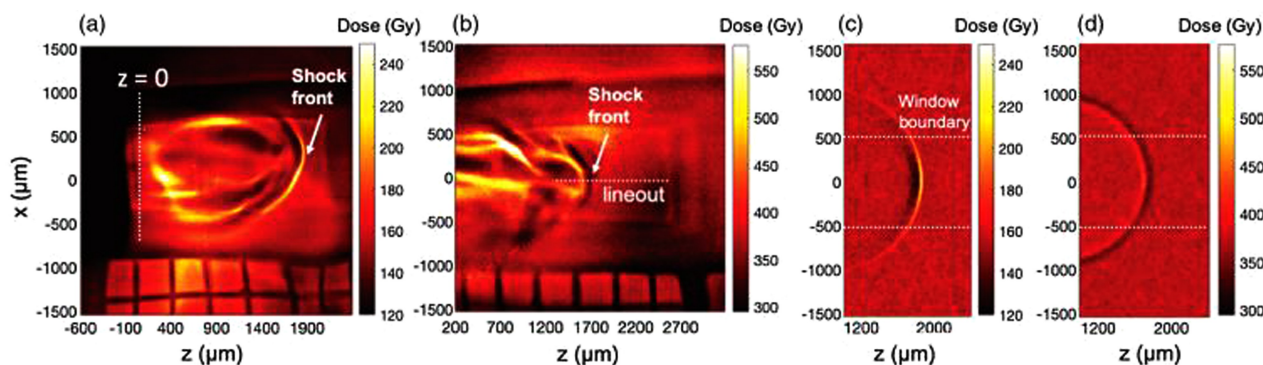 (a)
Dose (Gy)
1500
1000
500
0
-500
-1000
-1500
x (µm)
z = 0
Shock
front
-600 -100 400 900 1400 1900
z (µm)
240
220
200
180
160
140
120
(b)
Dose (Gy)
1500
1000
500
0
-500
-1000
-1500
Shock
front
lineout
200 700 1200 1700 2200 2700
z (µm)
550
500
450
400
350
300
(c)
Dose (Gy)
1500
1000
500
0
-500
-1000
-1500
Window
boundary
1200 2000
z (µm)
240
220
200
180
160
140
120
(d)
Dose (Gy)
1500
1000
500
0
-500
-1000
-1500
1200 2000
z (µm)
550
500
450
400
350
300